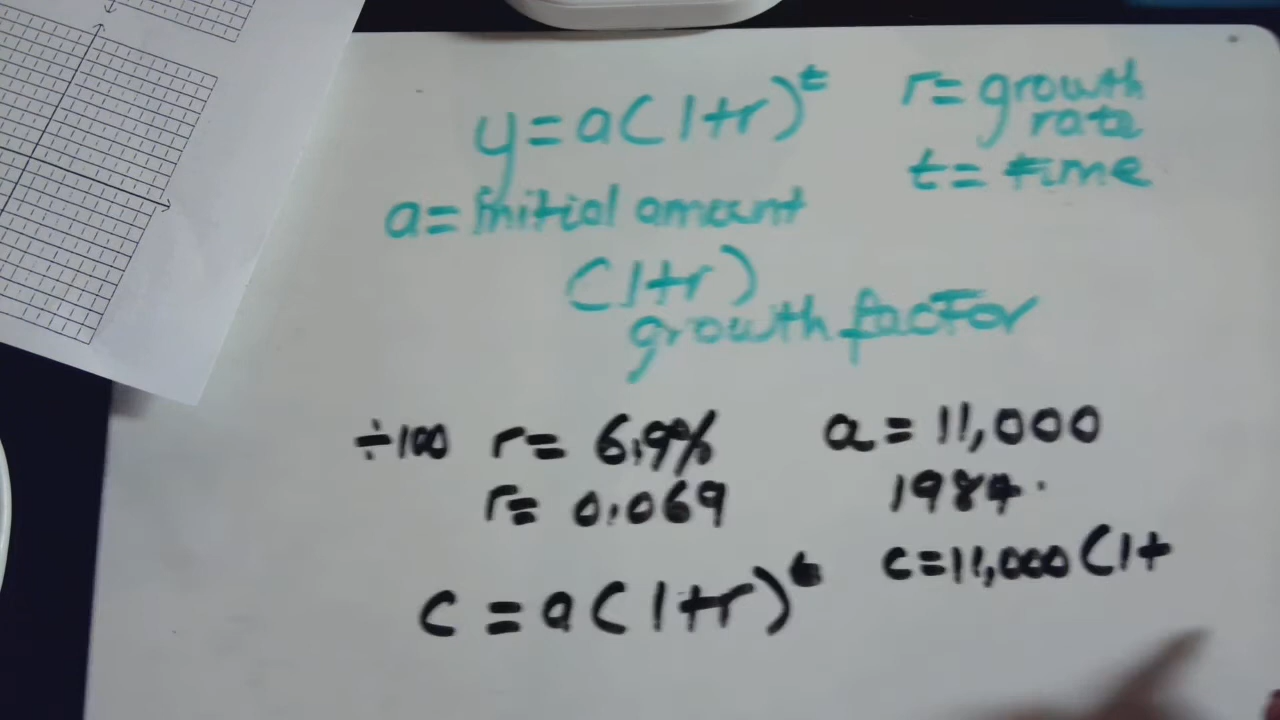 y=a(1+r)^t
r= growth
rate
t= time
a= initial amount
(1+r)
growth factor
÷100 r= 6.9%
r= 0.069
a= 11,000
1984.
c=a(1+r)^t
c=11,000(1+